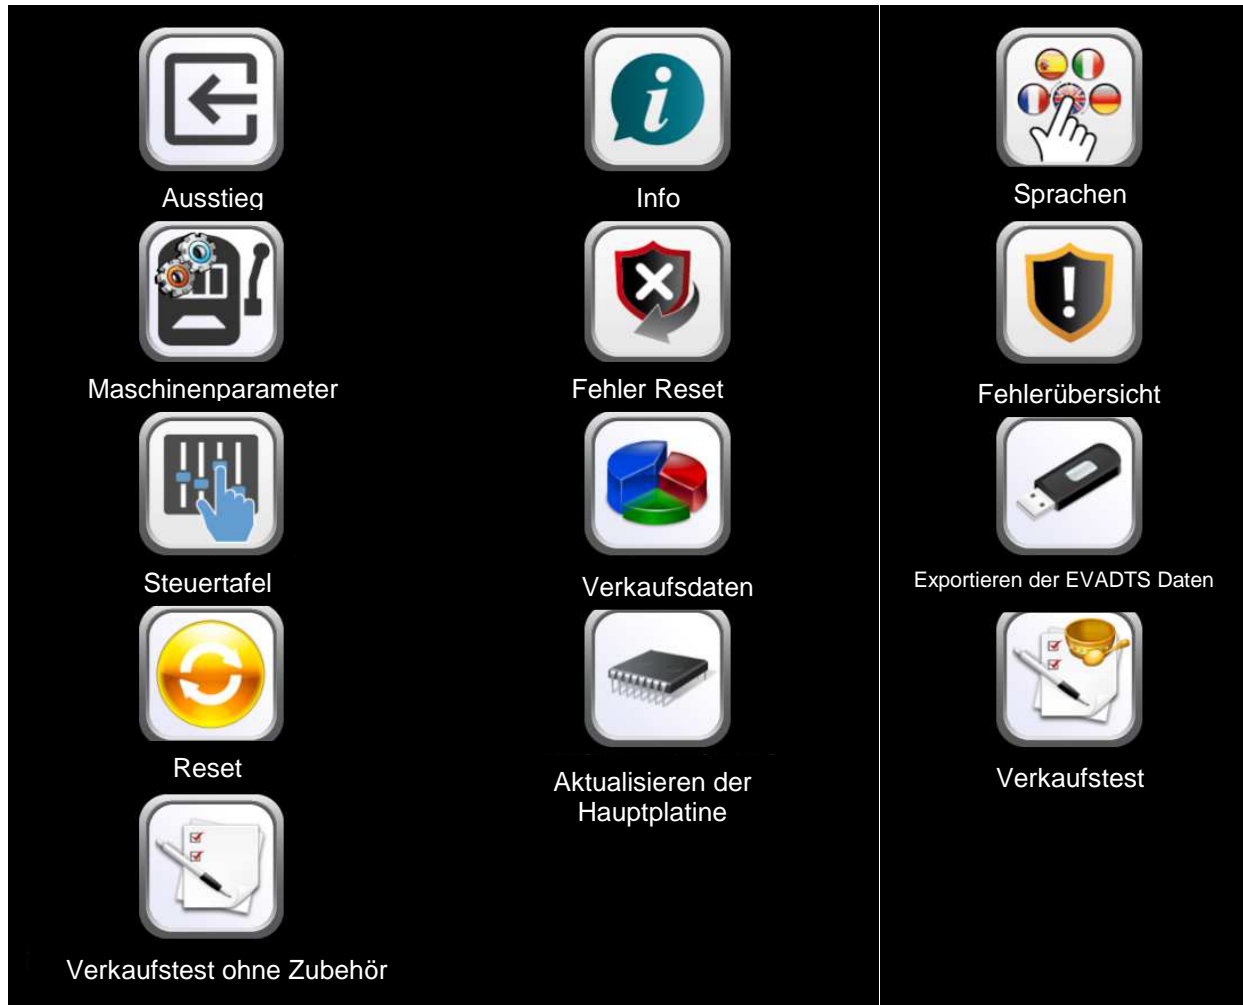 Ausstieg
Info
Sprachen
Maschinenparameter
Fehler Reset
Fehlerübersicht
Steuertafel
Verkaufsdaten
Exportieren der EVADTS Daten
Reset
Aktualisieren der
Hauptplatine
Verkaufstest
Verkaufstest ohne Zubehör